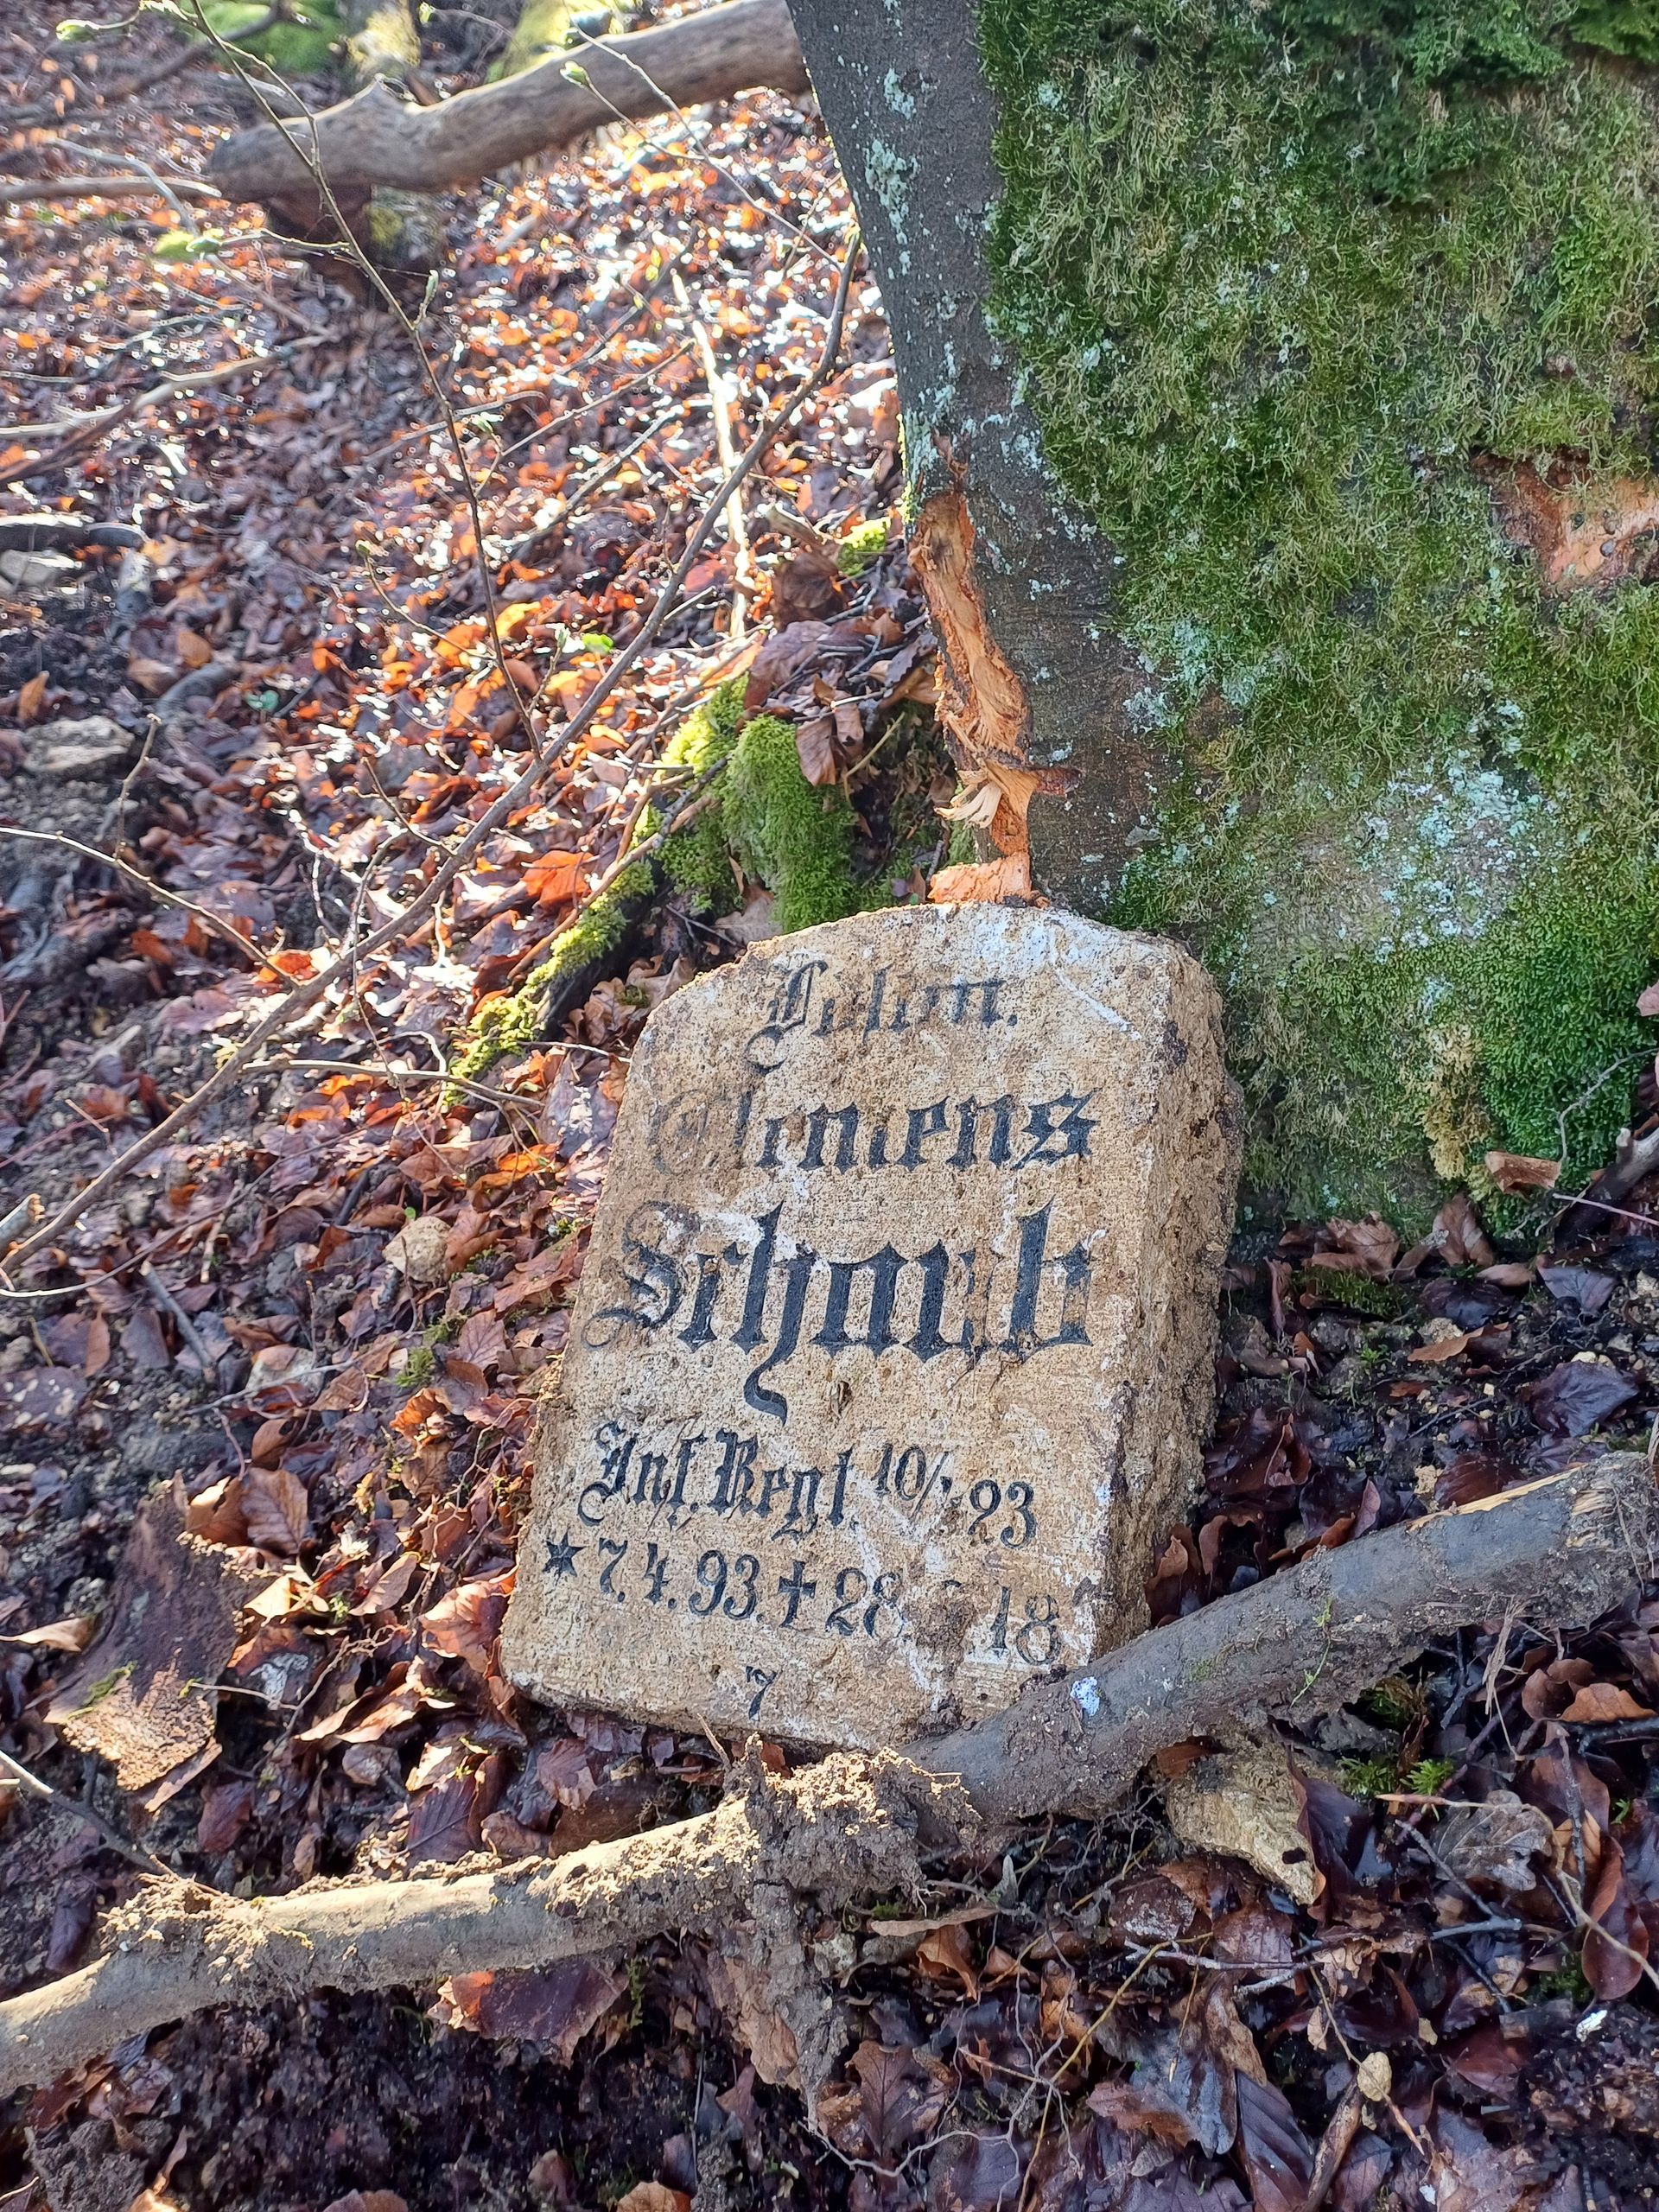 Clemens
Schaub
Inf. Regt. 10/. 23
* 7. 4. 93. † 28 18
7